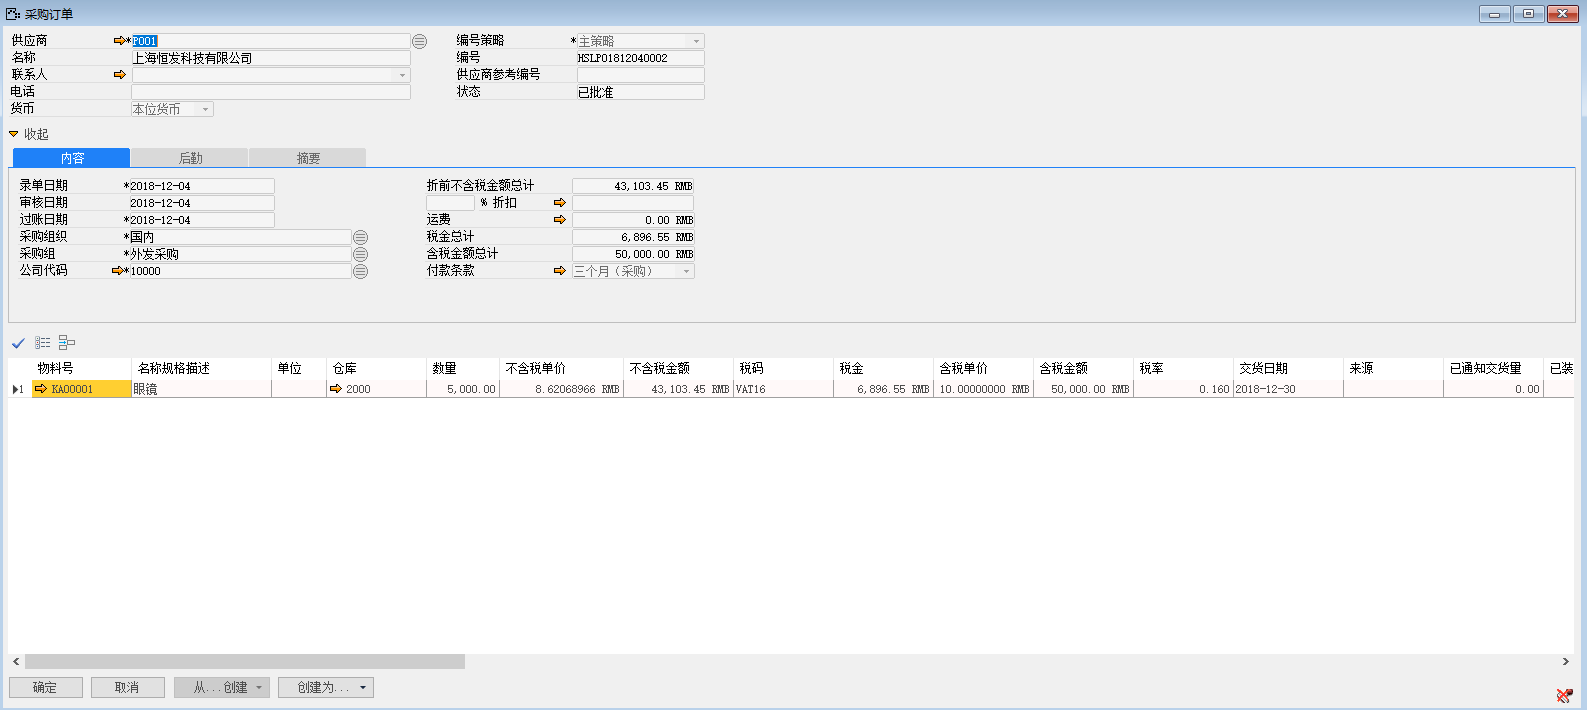 采购订单
供应商 *P001 编号策略 *主策略
名称 上海恒发科技有限公司 编号 HSLPO1812040002
联系人 供应商参考编号
电话 状态 已批准
货币 本位货币
收起
内容 后勤 摘要
录单日期 *2018-12-04 折前不含税金额总计 43,103.45 RMB
审核日期 2018-12-04 % 折扣
过账日期 *2018-12-04 运费 0.00 RMB
采购组织 *国内 税金总计 6,896.55 RMB
采购组 *外发采购 含税金额总计 50,000.00 RMB
公司代码 *10000 付款条款 三个月（采购）
物料号 名称规格描述 单位 仓库 数量 不含税单价 不含税金额 税码 税金 含税单价 含税金额 税率 交货日期 来源 已通知交货量 已装
1 KA00001 眼镜 2000 5,000.00 8.62068966 RMB 43,103.45 RMB VAT16 6,896.55 RMB 10.00000000 RMB 50,000.00 RMB 0.160 2018-12-30 0.00
确定 取消 从...创建 创建为...